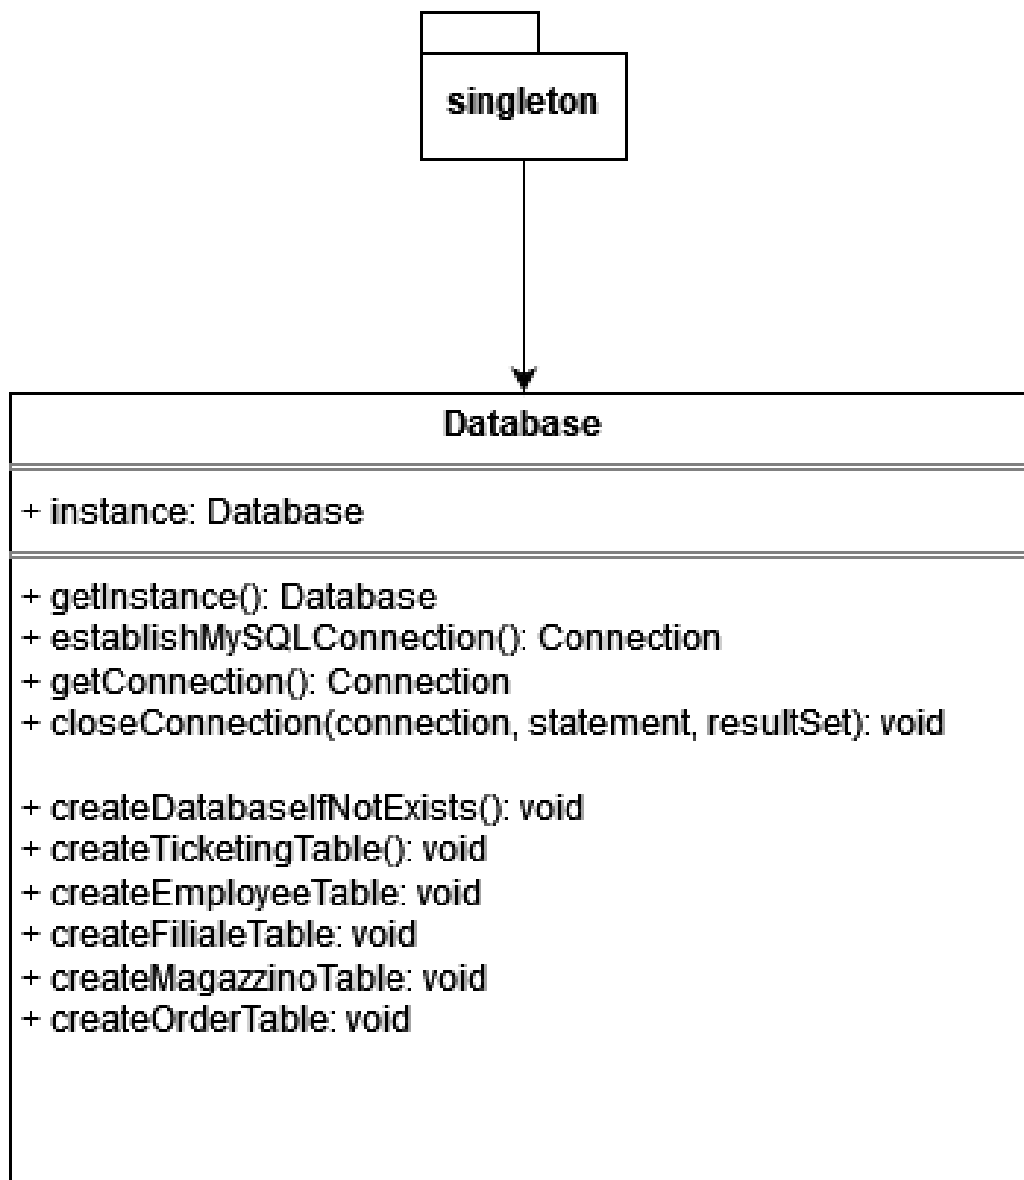 singleton
Database
+ instance: Database
+ getInstance(): Database
+ establishMySQLConnection(): Connection
+ getConnection(): Connection
+ closeConnection(connection, statement, resultSet): void
+ createDatabaseIfNotExists(): void
+ createTicketingTable(): void
+ createEmployeeTable: void
+ createFilialeTable: void
+ createMagazzinoTable: void
+ createOrderTable: void